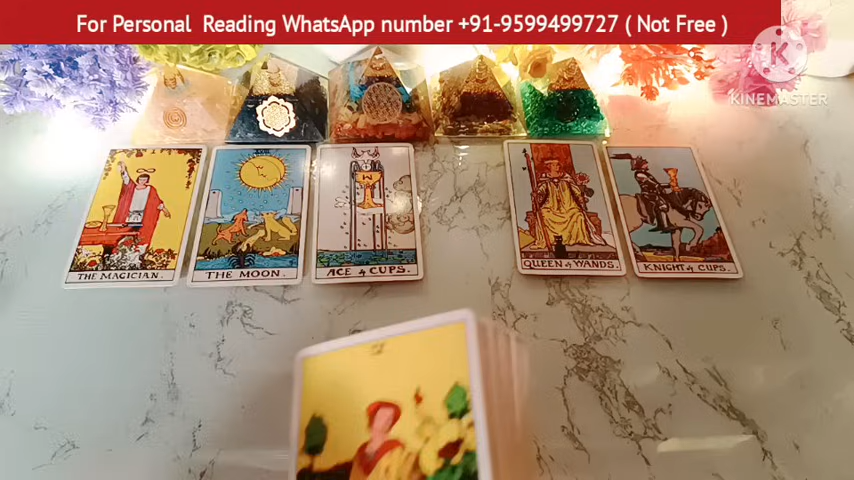 For Personal Reading WhatsApp number +91-9599499727 ( Not Free )
K
KINEMASTER
THE MAGICIAN.
THE MOON.
ACE of CUPS.
QUEEN of WANDS.
KNIGHT of CUPS.